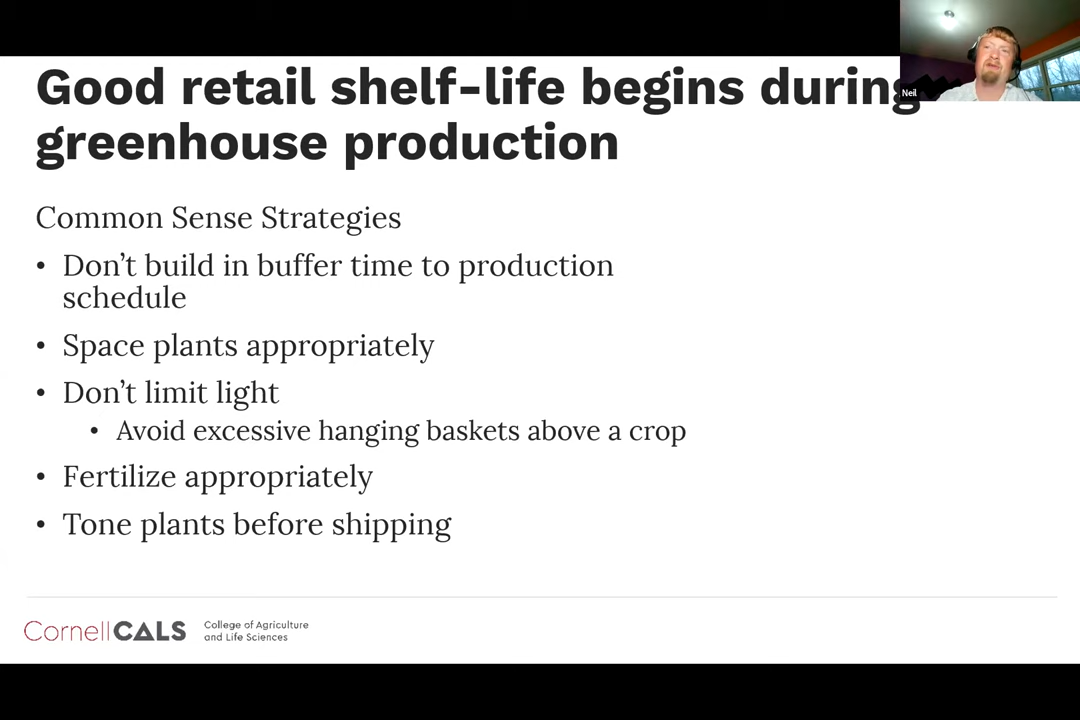 Good retail shelf-life begins during
greenhouse production
Neil
Common Sense Strategies
• Don’t build in buffer time to production
schedule
• Space plants appropriately
• Don’t limit light
• Avoid excessive hanging baskets above a crop
• Fertilize appropriately
• Tone plants before shipping
CornellCALS
College of Agriculture
and Life Sciences